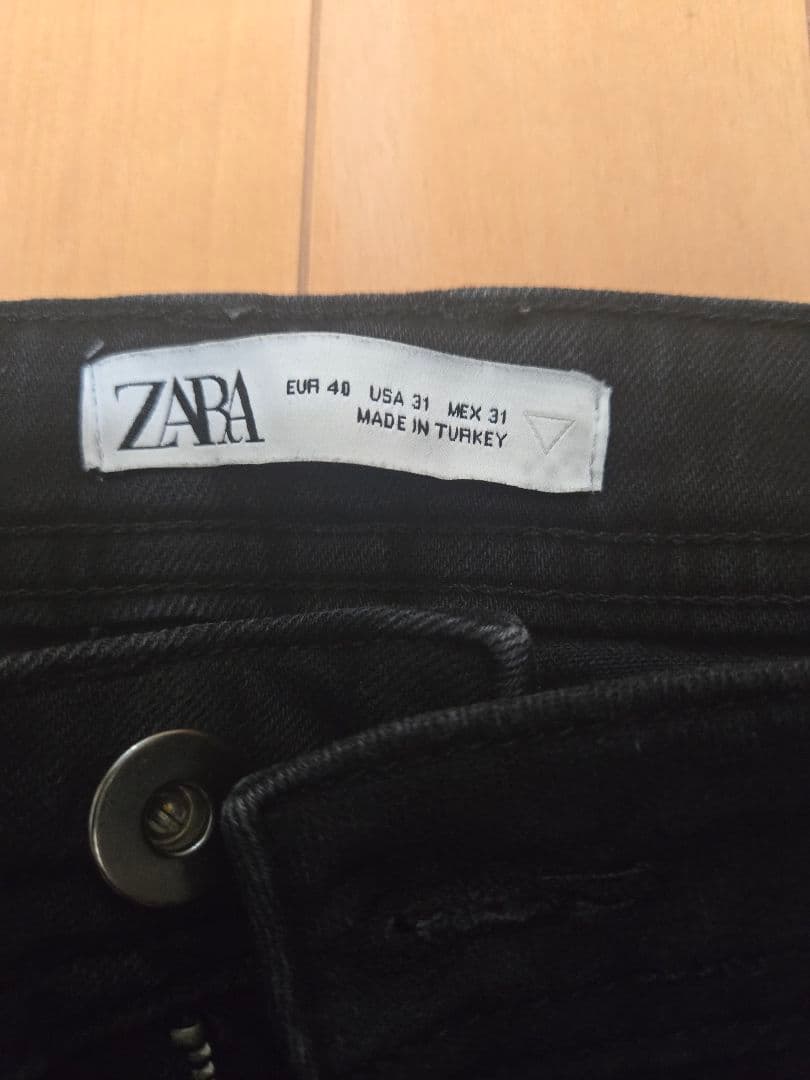 ZARA
EUR 40 USA 31 MEX 31
MADE IN TURKEY